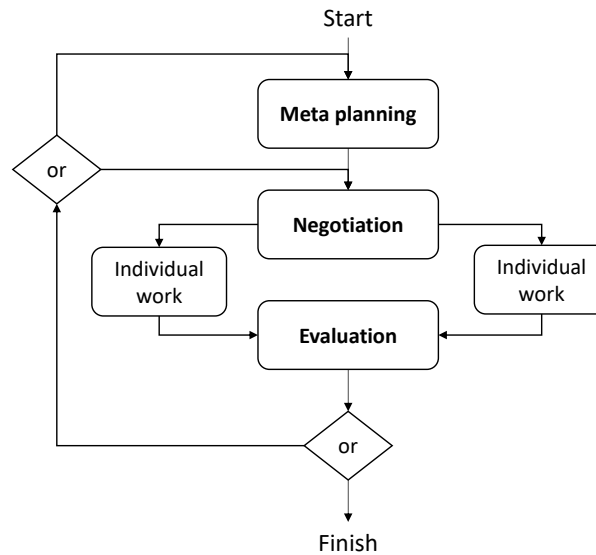 Start
Meta planning
or
Negotiation
Individual
work
Individual
work
Evaluation
or
Finish